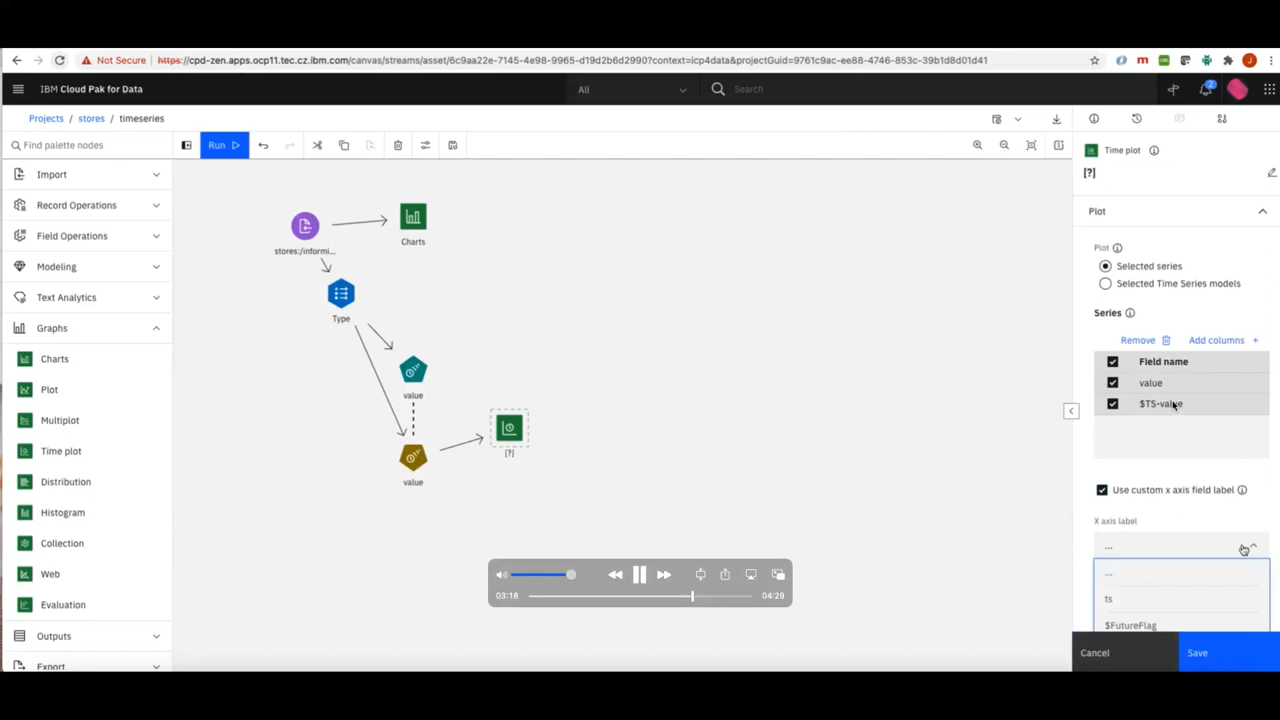 Not Secure https://cpd-zen.apps.ocp11.tec.cz.ibm.com/canvas/streams/asset/6c9aa22e-7145-4e98-9965-d19d2b6d2990?context=icp4data&projectGuid=9761c9ac-ee88-4746-853c-39b1d8d01d41
IBM Cloud Pak for Data
All
Search
2
J
Projects / stores / timeseries
Find palette nodes
Run
Import
Record Operations
Field Operations
Modeling
Text Analytics
Graphs
Charts
Plot
Multiplot
Time plot
Distribution
Histogram
Collection
Web
Evaluation
Outputs
Export
stores:/informi...
Charts
Type
value
value
[?]
03:18
04:29
Time plot
[?]
Plot
Plot
Selected series
Selected Time Series models
Series
Remove Add columns +
Field name
value
$TS-value
Use custom x axis field label
X axis label
...
...
ts
$FutureFlag
Cancel
Save